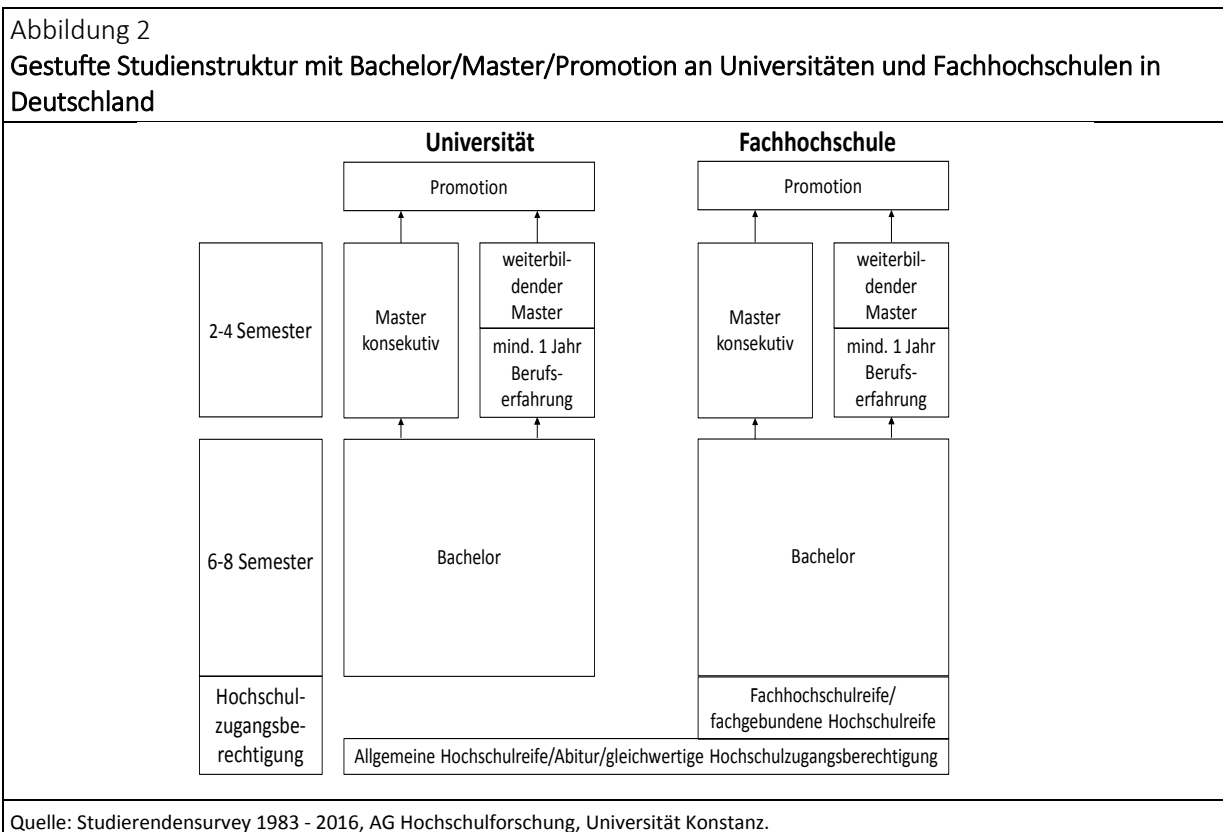 Abbildung 2
Gestufte Studienstruktur mit Bachelor/Master/Promotion an Universitäten und Fachhochschulen in
Deutschland
Universität
Fachhochschule
Promotion
Promotion
2-4 Semester
Master
konsekutiv
weiterbil-
dender
Master
mind. 1 Jahr
Berufs-
erfahrung
Master
konsekutiv
weiterbil-
dender
Master
mind. 1 Jahr
Berufs-
erfahrung
6-8 Semester
Bachelor
Bachelor
Hochschul-
zugangsbe-
rechtigung
Fachhochschulreife/
fachgebundene Hochschulreife
Allgemeine Hochschulreife/Abitur/gleichwertige Hochschulzugangsberechtigung
Quelle: Studierendensurvey 1983 - 2016, AG Hochschulforschung, Universität Konstanz.